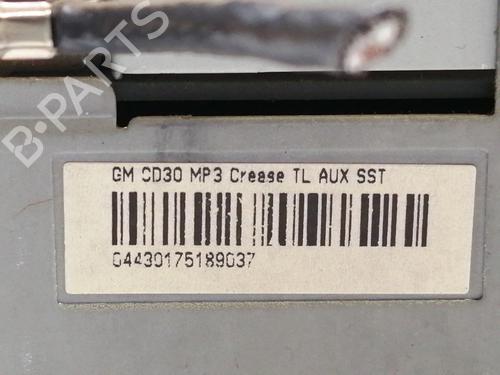 B-PARTS
GM CD30 MP3 Crease TL AUX SST
04430175189037